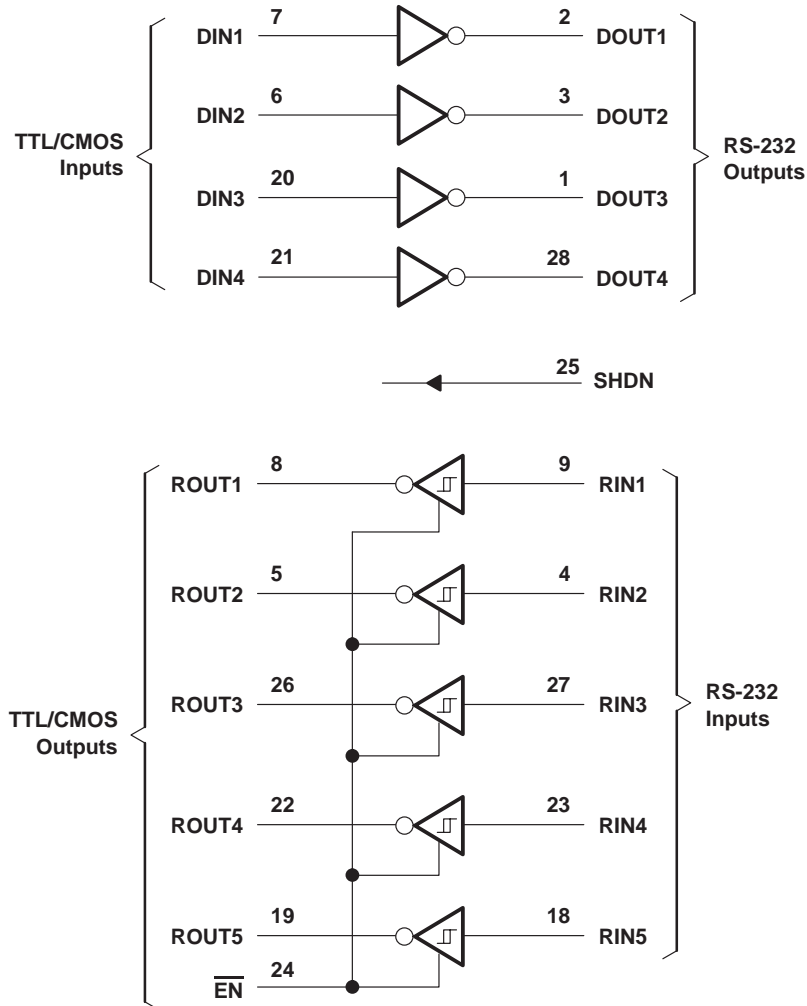 DIN1 7 2 DOUT1
DIN2 6 3 DOUT2
TTL/CMOS
Inputs
RS-232
Outputs
DIN3 20 1 DOUT3
DIN4 21 28 DOUT4
25 SHDN
ROUT1 8 9 RIN1
ROUT2 5 4 RIN2
TTL/CMOS
Outputs
ROUT3 26 27 RIN3
RS-232
Inputs
ROUT4 22 23 RIN4
ROUT5 19 18 RIN5
E̅N̅ 24